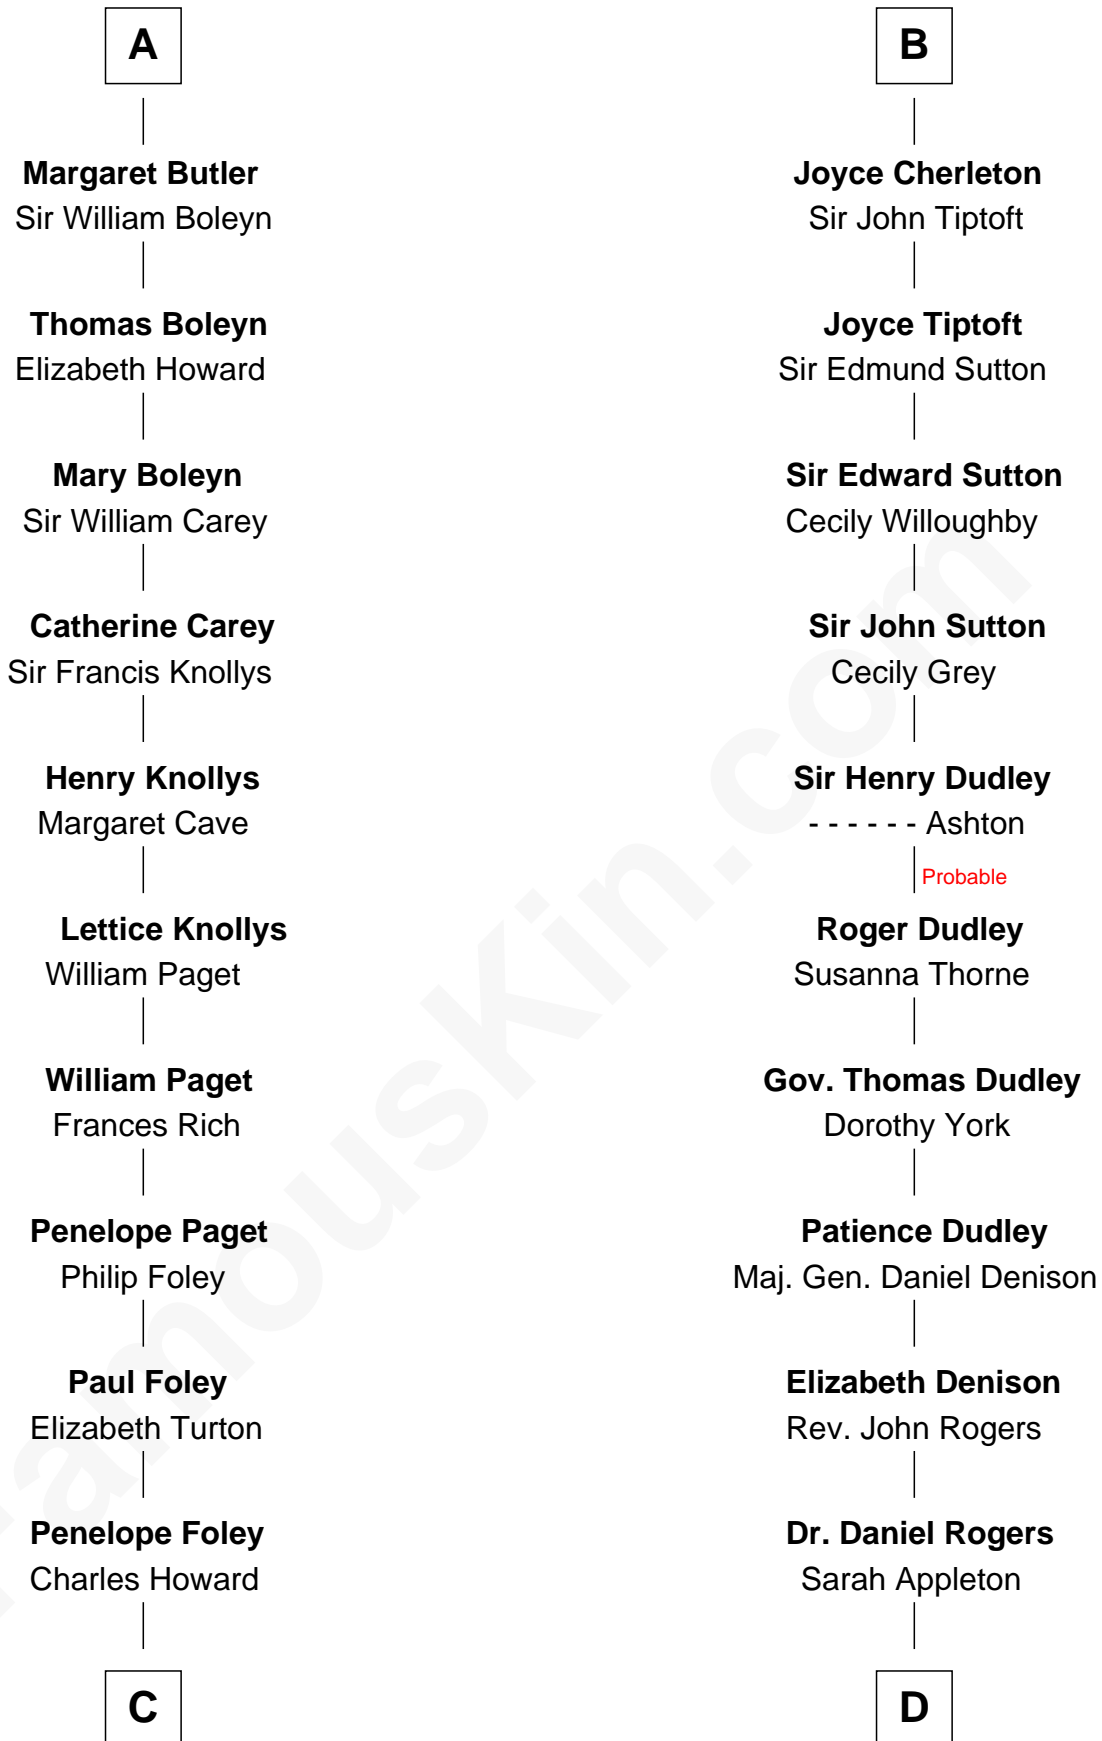 A
Margaret Butler
Sir William Boleyn
Thomas Boleyn
Elizabeth Howard
Mary Boleyn
Sir William Carey
Catherine Carey
Sir Francis Knollys
Henry Knollys
Margaret Cave
Lettice Knollys
William Paget
William Paget
Frances Rich
Penelope Paget
Philip Foley
Paul Foley
Elizabeth Turton
Penelope Foley
Charles Howard
C
B
Joyce Cherleton
Sir John Tiptoft
Joyce Tiptoft
Sir Edmund Sutton
Sir Edward Sutton
Cecily Willoughby
Sir John Sutton
Cecily Grey
Sir Henry Dudley
- - - - - - Ashton
Probable
Roger Dudley
Susanna Thorne
Gov. Thomas Dudley
Dorothy York
Patience Dudley
Maj. Gen. Daniel Denison
Elizabeth Denison
Rev. John Rogers
Dr. Daniel Rogers
Sarah Appleton
D
FamousKin.com